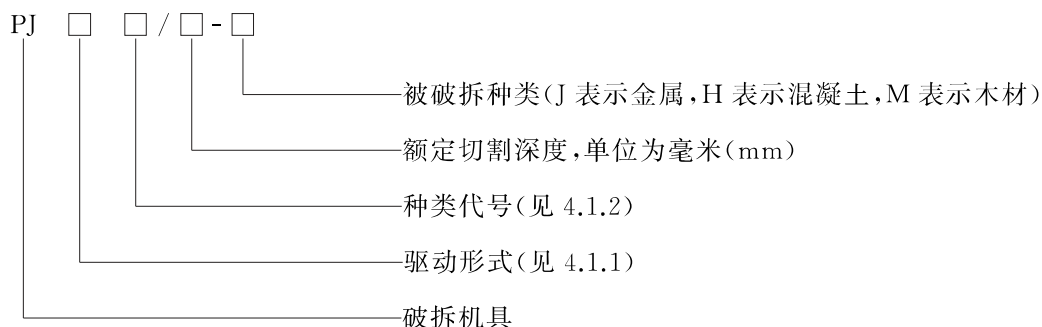 PJ □ □ / □ - □
被破拆种类(J 表示金属,H 表示混凝土,M 表示木材)
额定切割深度,单位为毫米(mm)
种类代号(见 4.1.2)
驱动形式(见 4.1.1)
破拆机具